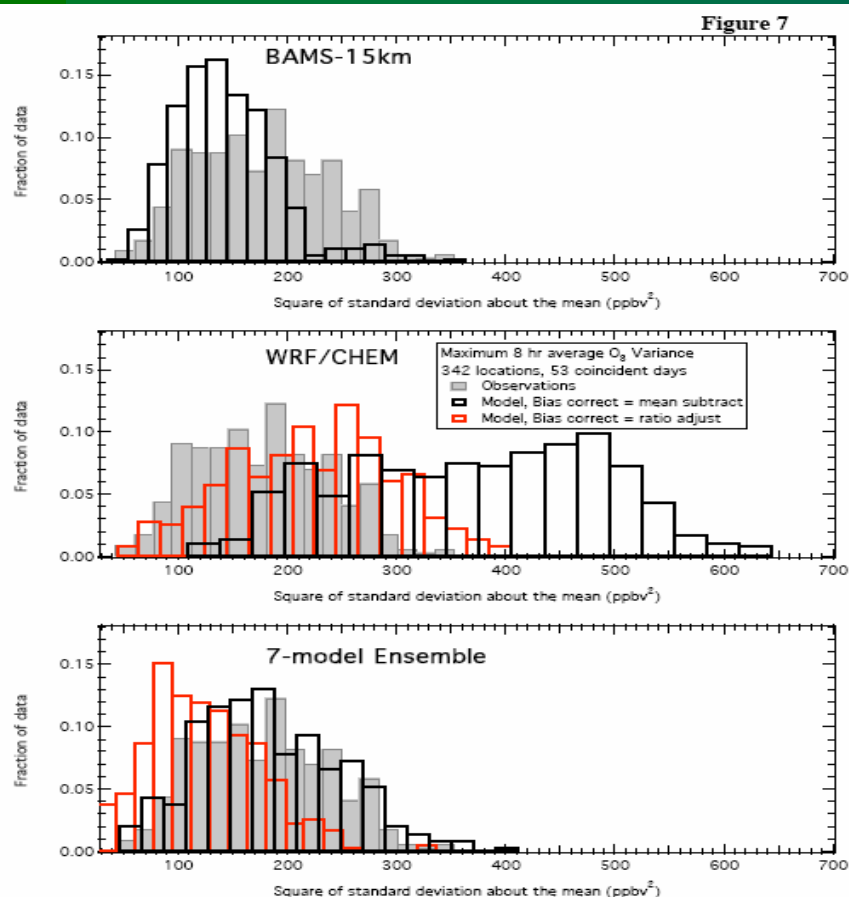 Figure 7
BAMS-15km
Fraction of data
0.15
0.10
0.05
0.00
100 200 300 400 500 600 700
Square of standard deviation about the mean (ppbv²)
WRF/CHEM
Maximum 8 hr average O₃ Variance
342 locations, 53 coincident days
Observations
Model, Bias correct = mean subtract
Model, Bias correct = ratio adjust
Fraction of data
0.15
0.10
0.05
0.00
100 200 300 400 500 600 700
Square of standard deviation about the mean (ppbv²)
7-model Ensemble
Fraction of data
0.15
0.10
0.05
0.00
100 200 300 400 500 600 700
Square of standard deviation about the mean (ppbv²)